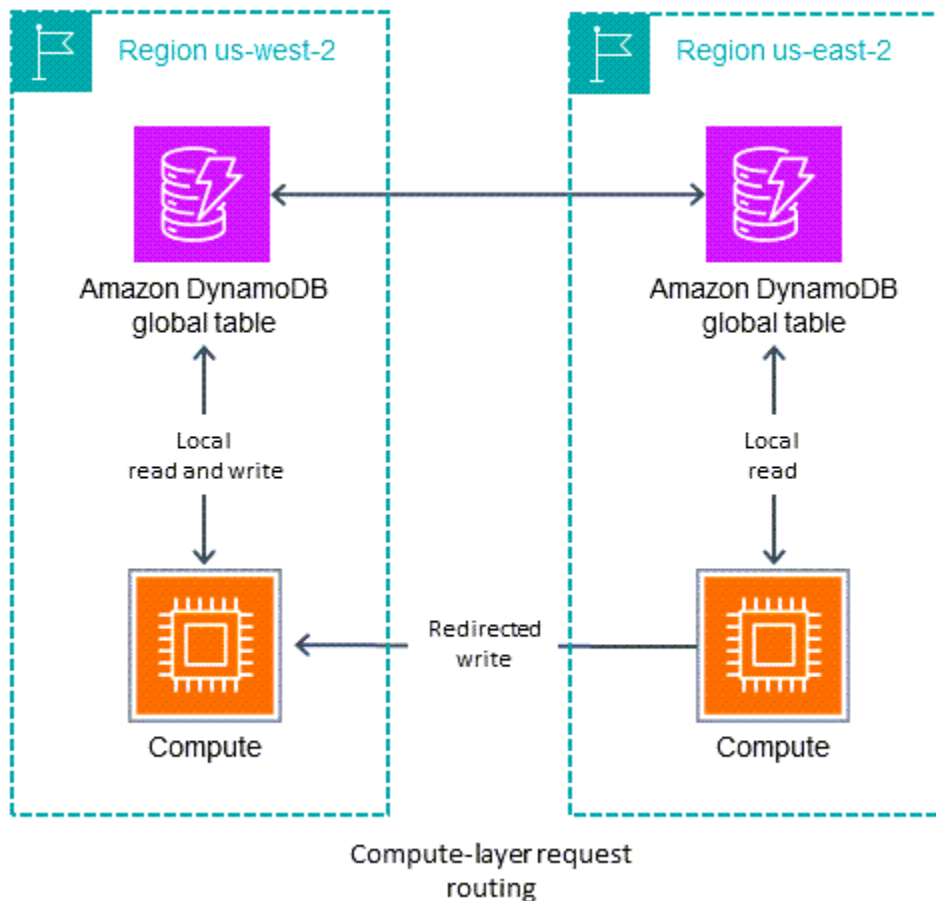 Region us-west-2
Region us-east-2
Amazon DynamoDB
global table
Amazon DynamoDB
global table
Local
read and write
Local
read
Redirected
write
Compute
Compute
Compute-layer request
routing